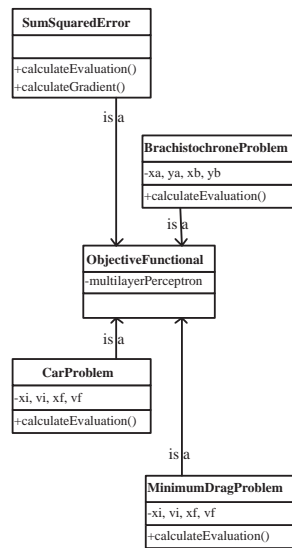 SumSquaredError
+calculateEvaluation()
+calculateGradient()
is a
BrachistochroneProblem
-xa, ya, xb, yb
+calculateEvaluation()
is a
ObjectiveFunctional
-multilayerPerceptron
is a
CarProblem
-xi, vi, xf, vf
+calculateEvaluation()
is a
MinimumDragProblem
-xi, vi, xf, vf
+calculateEvaluation()